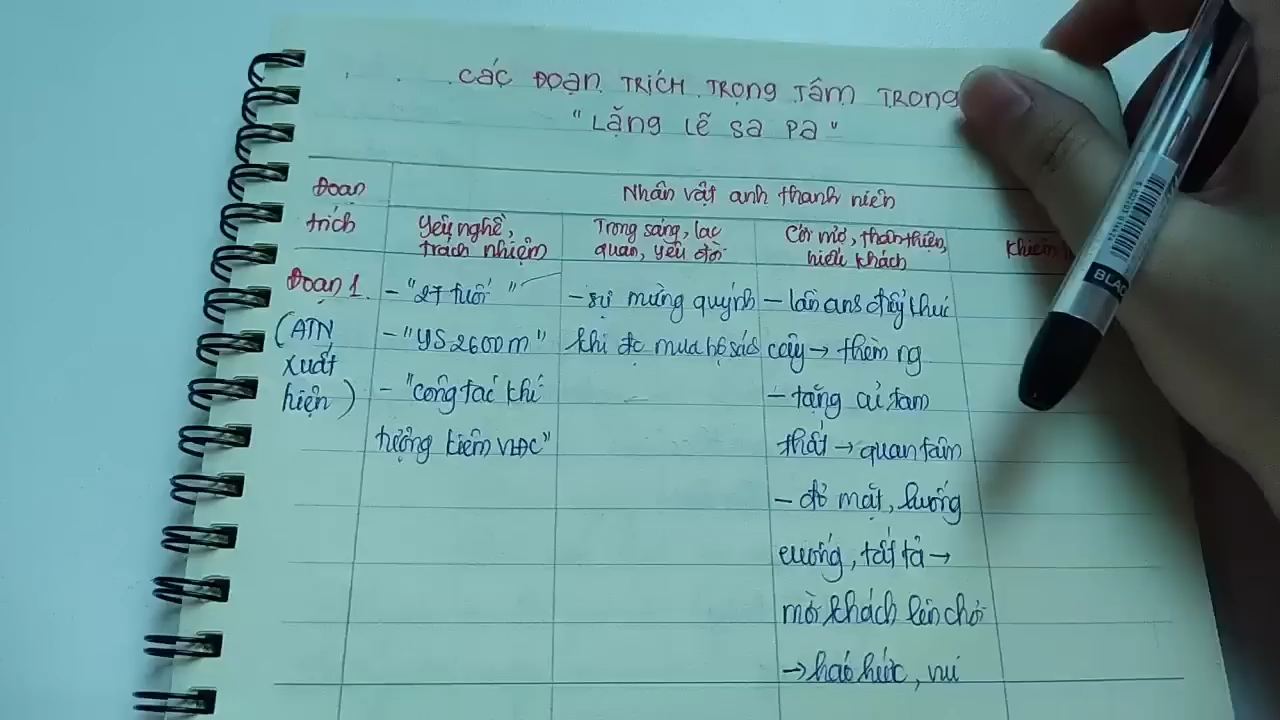 CÁC ĐOẠN TRÍCH TRỌNG TÂM TRONG
"LẶNG LẼ SA PA"
Đoạn trích
Nhân vật anh thanh niên
Yêu nghề, trách nhiệm
Trong sáng, lạc quan, yêu đời
Cởi mở, thân thiện, hiếu khách
Khiêm
Đoạn 1
(ATN
xuất
hiện)
- "27 tuổi"
- "YS 2600m"
- "công tác khí
tượng kiêm VLĐC"
- sự mừng quýnh
khi đc mua hộ sách
- lần
cây → thèm ng
- tặng củ tam
thất → quan tâm
- đỏ mặt, luống
cuống, tất tả →
mời khách lên chơi
→ háo hức, vui
BLAC